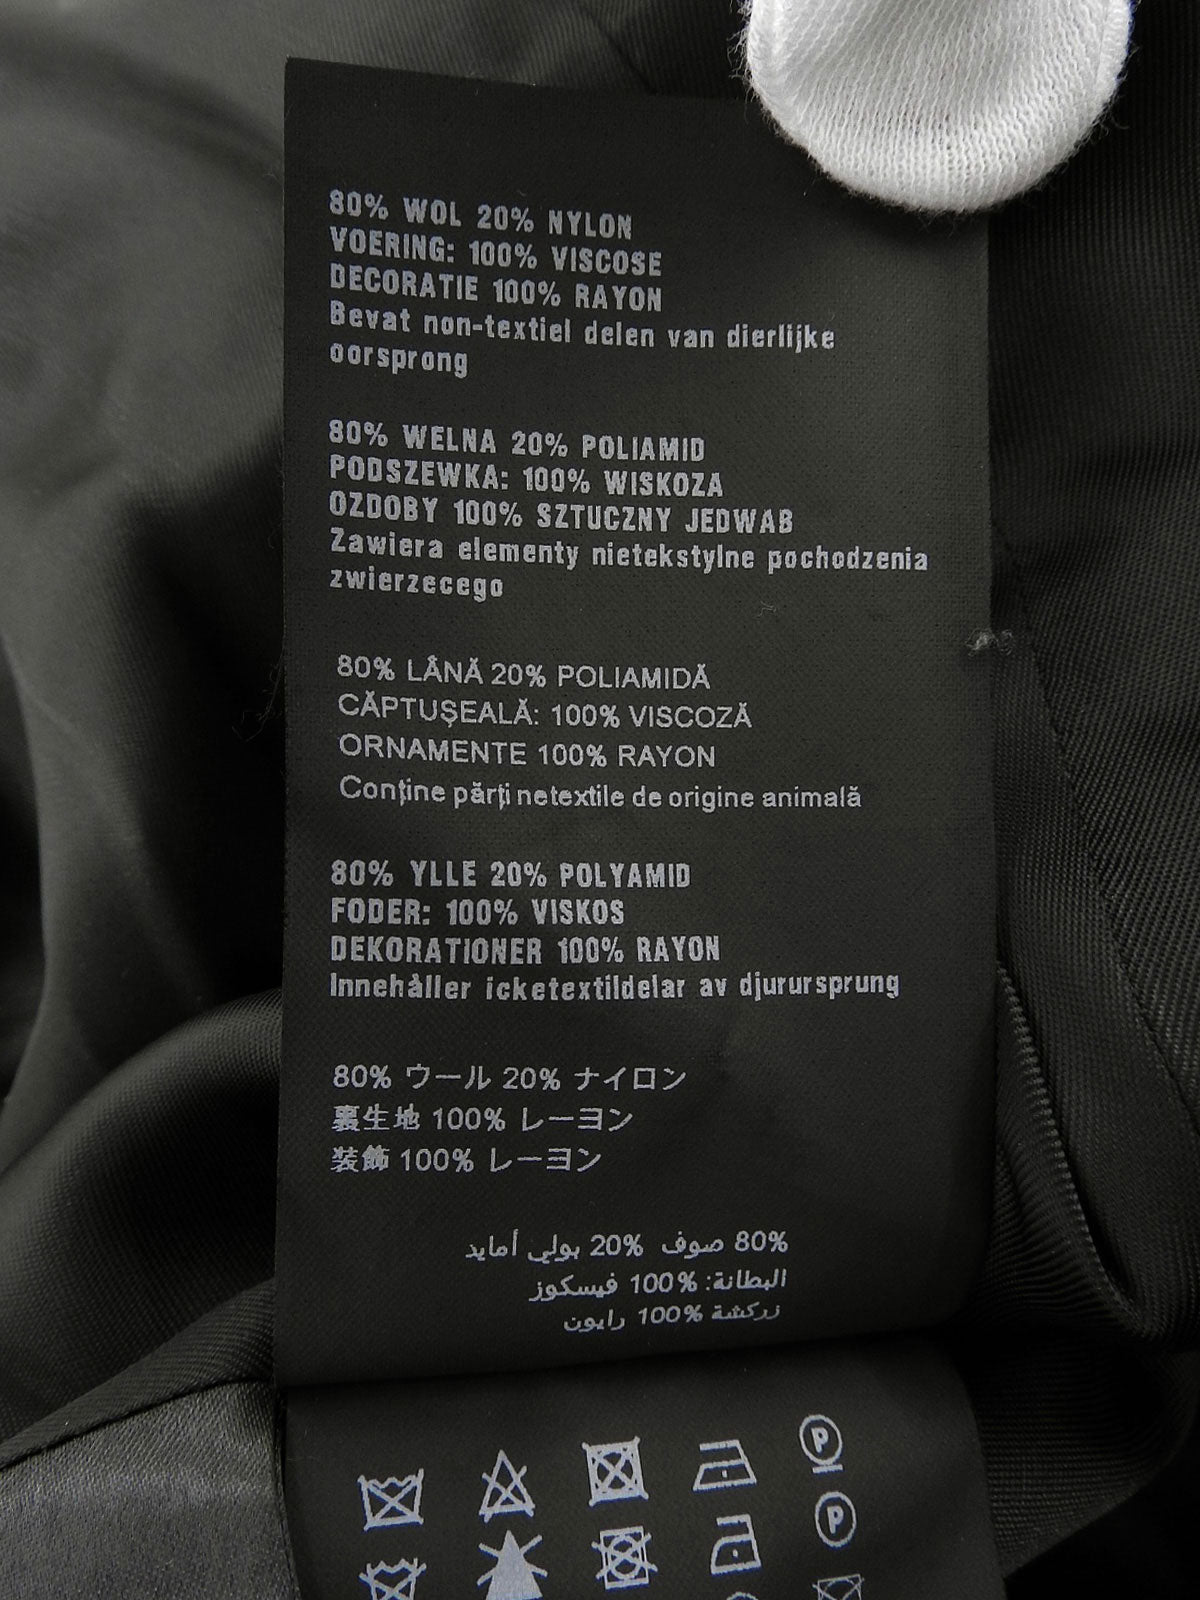 80% WOL 20% NYLON
VOERING: 100% VISCOSE
DECORATIE 100% RAYON
Bevat non-textiel delen van dierlijke
oorsprong
80% WELNA 20% POLIAMID
PODSZEWKA: 100% WISKOZA
OZDOBY 100% SZTUCZNY JEDWAB
Zawiera elementy nietekstylne pochodzenia
zwierzecego
80% LÂNĂ 20% POLIAMIDĂ
CĂPTUŞEALĂ: 100% VISCOZĂ
ORNAMENTE 100% RAYON
Conţine părţi netextile de origine animală
80% YLLE 20% POLYAMID
FODER: 100% VISKOS
DEKORATIONER 100% RAYON
Innehåller icketextildelar av djurursprung
80% ウール 20% ナイロン
裏生地 100% レーヨン
装飾 100% レーヨン
80% صوف 20% بولي أمايد
البطانة: 100% فيسكوز
زركشة 100% رايون
P
P